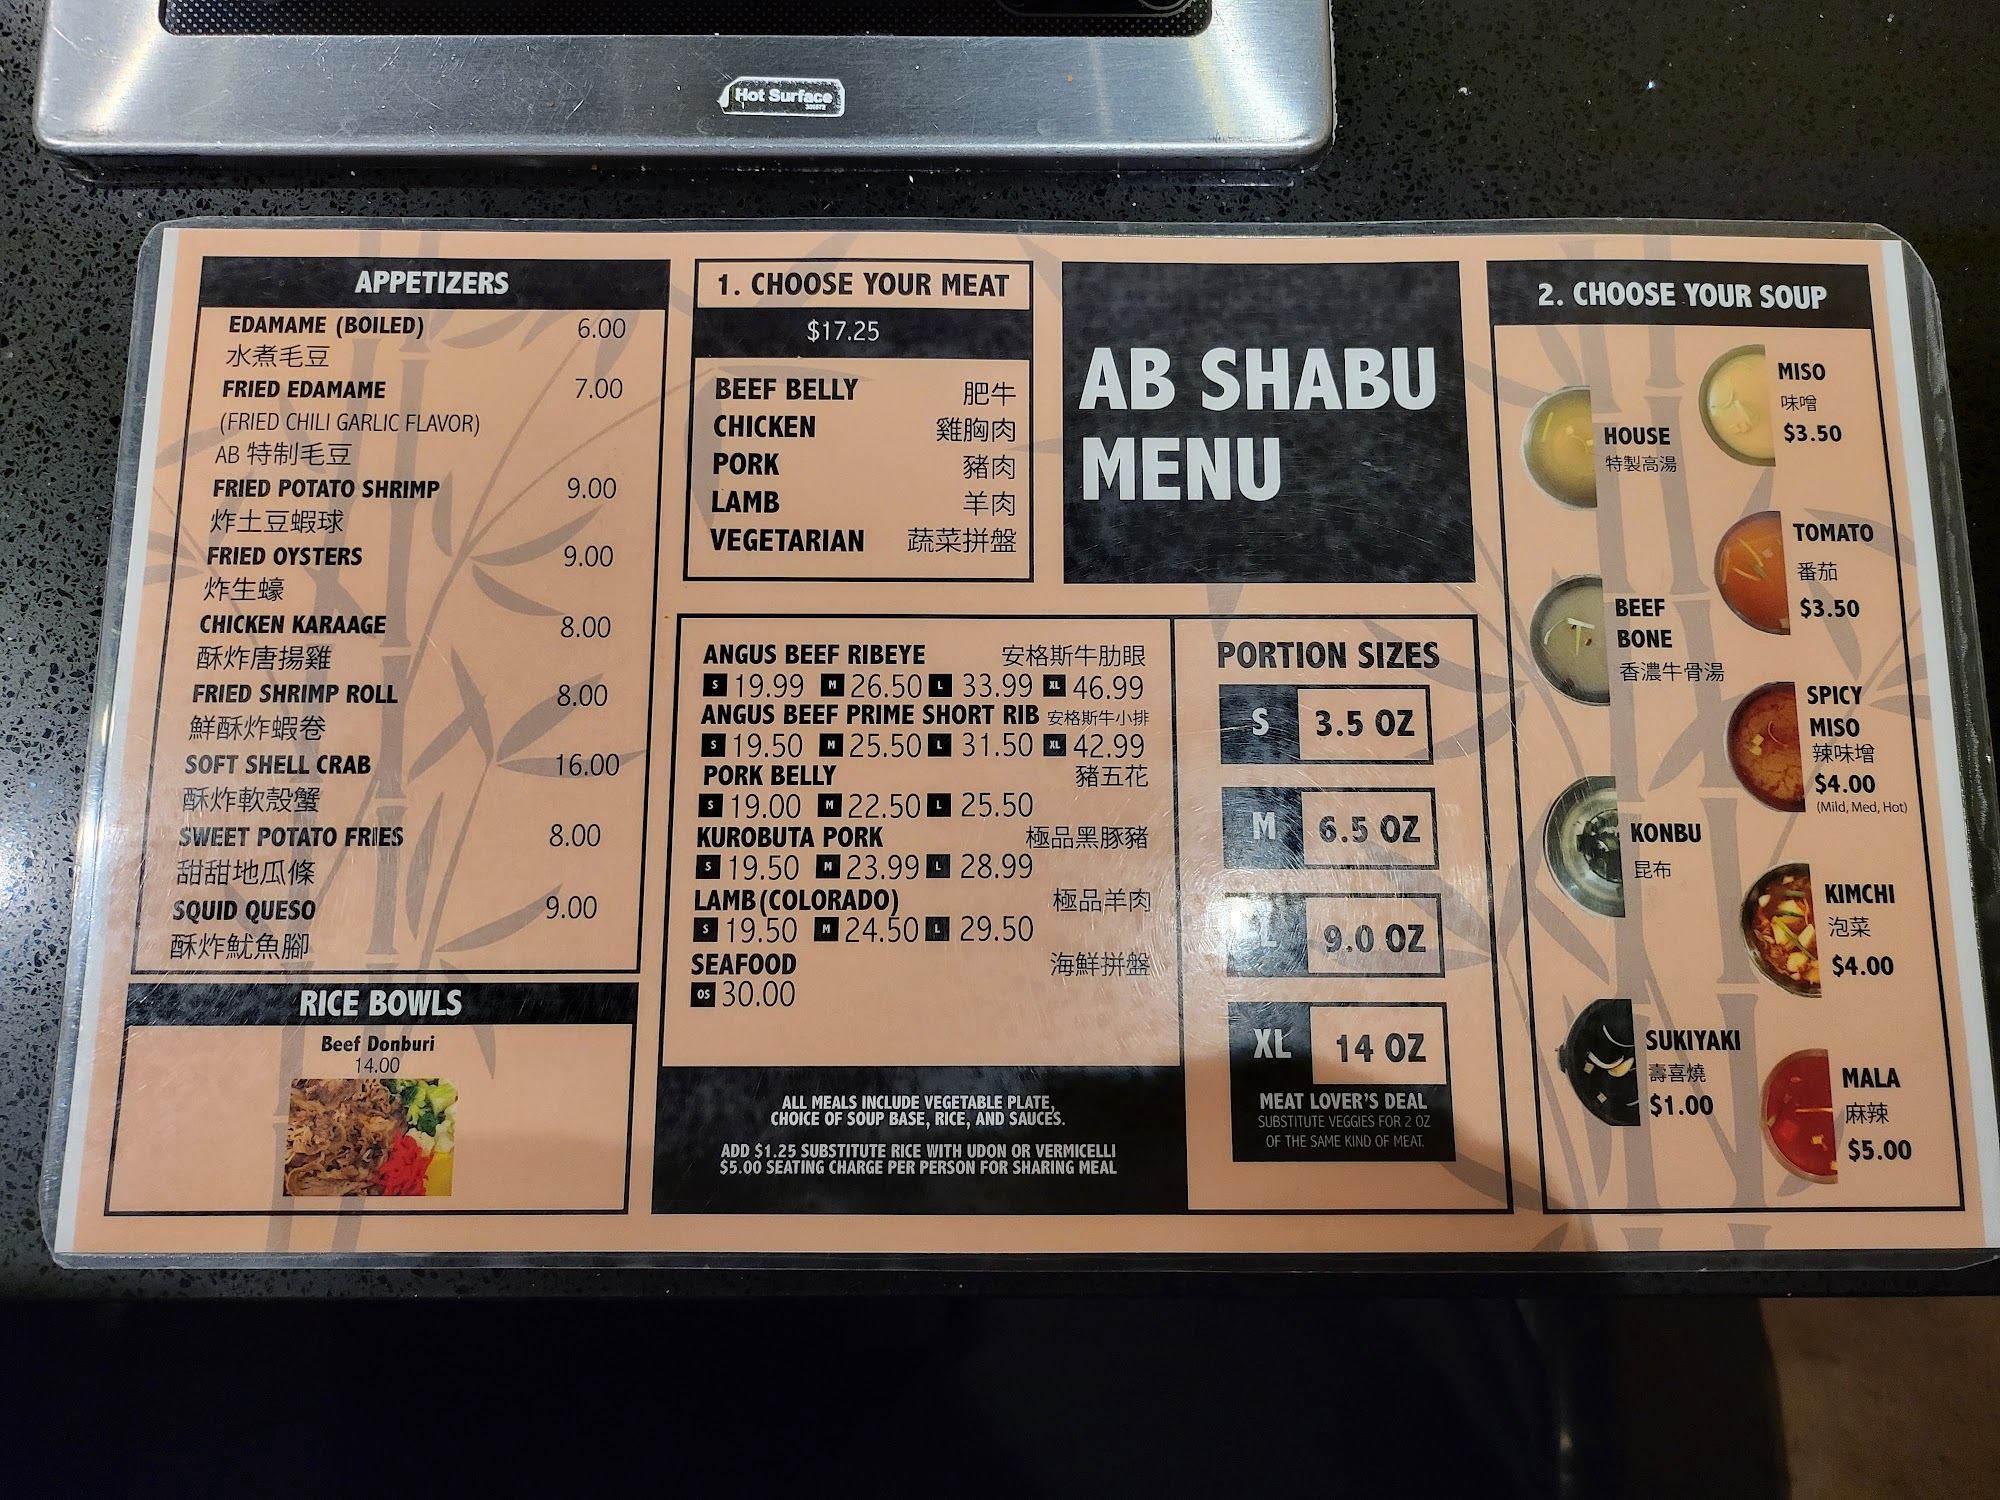 Hot Surface
APPETIZERS
EDAMAME (BOILED) 6.00
水煮毛豆
FRIED EDAMAME 7.00
(FRIED CHILI GARLIC FLAVOR)
AB 特制毛豆
FRIED POTATO SHRIMP 9.00
炸土豆蝦球
FRIED OYSTERS 9.00
炸生蠔
CHICKEN KARAAGE 8.00
酥炸唐揚雞
FRIED SHRIMP ROLL 8.00
鮮酥炸蝦卷
SOFT SHELL CRAB 16.00
酥炸軟殼蟹
SWEET POTATO FRIES 8.00
甜甜地瓜條
SQUID QUESO 9.00
酥炸魷魚腳
RICE BOWLS
Beef Donburi
14.00
1. CHOOSE YOUR MEAT
$17.25
BEEF BELLY 肥牛
CHICKEN 雞胸肉
PORK 豬肉
LAMB 羊肉
VEGETARIAN 蔬菜拼盤
AB SHABU
MENU
ANGUS BEEF RIBEYE 安格斯牛肋眼
S 19.99 M 26.50 L 33.99 XL 46.99
ANGUS BEEF PRIME SHORT RIB 安格斯牛小排
S 19.50 M 25.50 L 31.50 XL 42.99
PORK BELLY 豬五花
S 19.00 M 22.50 L 25.50
KUROBUTA PORK 極品黑豚豬
S 19.50 M 23.99 L 28.99
LAMB (COLORADO) 極品羊肉
S 19.50 M 24.50 L 29.50
SEAFOOD 海鮮拼盤
OS 30.00
ALL MEALS INCLUDE VEGETABLE PLATE,
CHOICE OF SOUP BASE, RICE, AND SAUCES.
ADD $1.25 SUBSTITUTE RICE WITH UDON OR VERMICELLI
$5.00 SEATING CHARGE PER PERSON FOR SHARING MEAL
PORTION SIZES
S 3.5 OZ
M 6.5 OZ
L 9.0 OZ
XL 14 OZ
MEAT LOVER'S DEAL
SUBSTITUTE VEGGIES FOR 2 OZ
OF THE SAME KIND OF MEAT.
2. CHOOSE YOUR SOUP
HOUSE
特製高湯
BEEF
BONE
香濃牛骨湯
KONBU
昆布
SUKIYAKI
壽喜燒
$1.00
MISO
味噌
$3.50
TOMATO
番茄
$3.50
SPICY
MISO
辣味增
$4.00
(Mild, Med, Hot)
KIMCHI
泡菜
$4.00
MALA
麻辣
$5.00